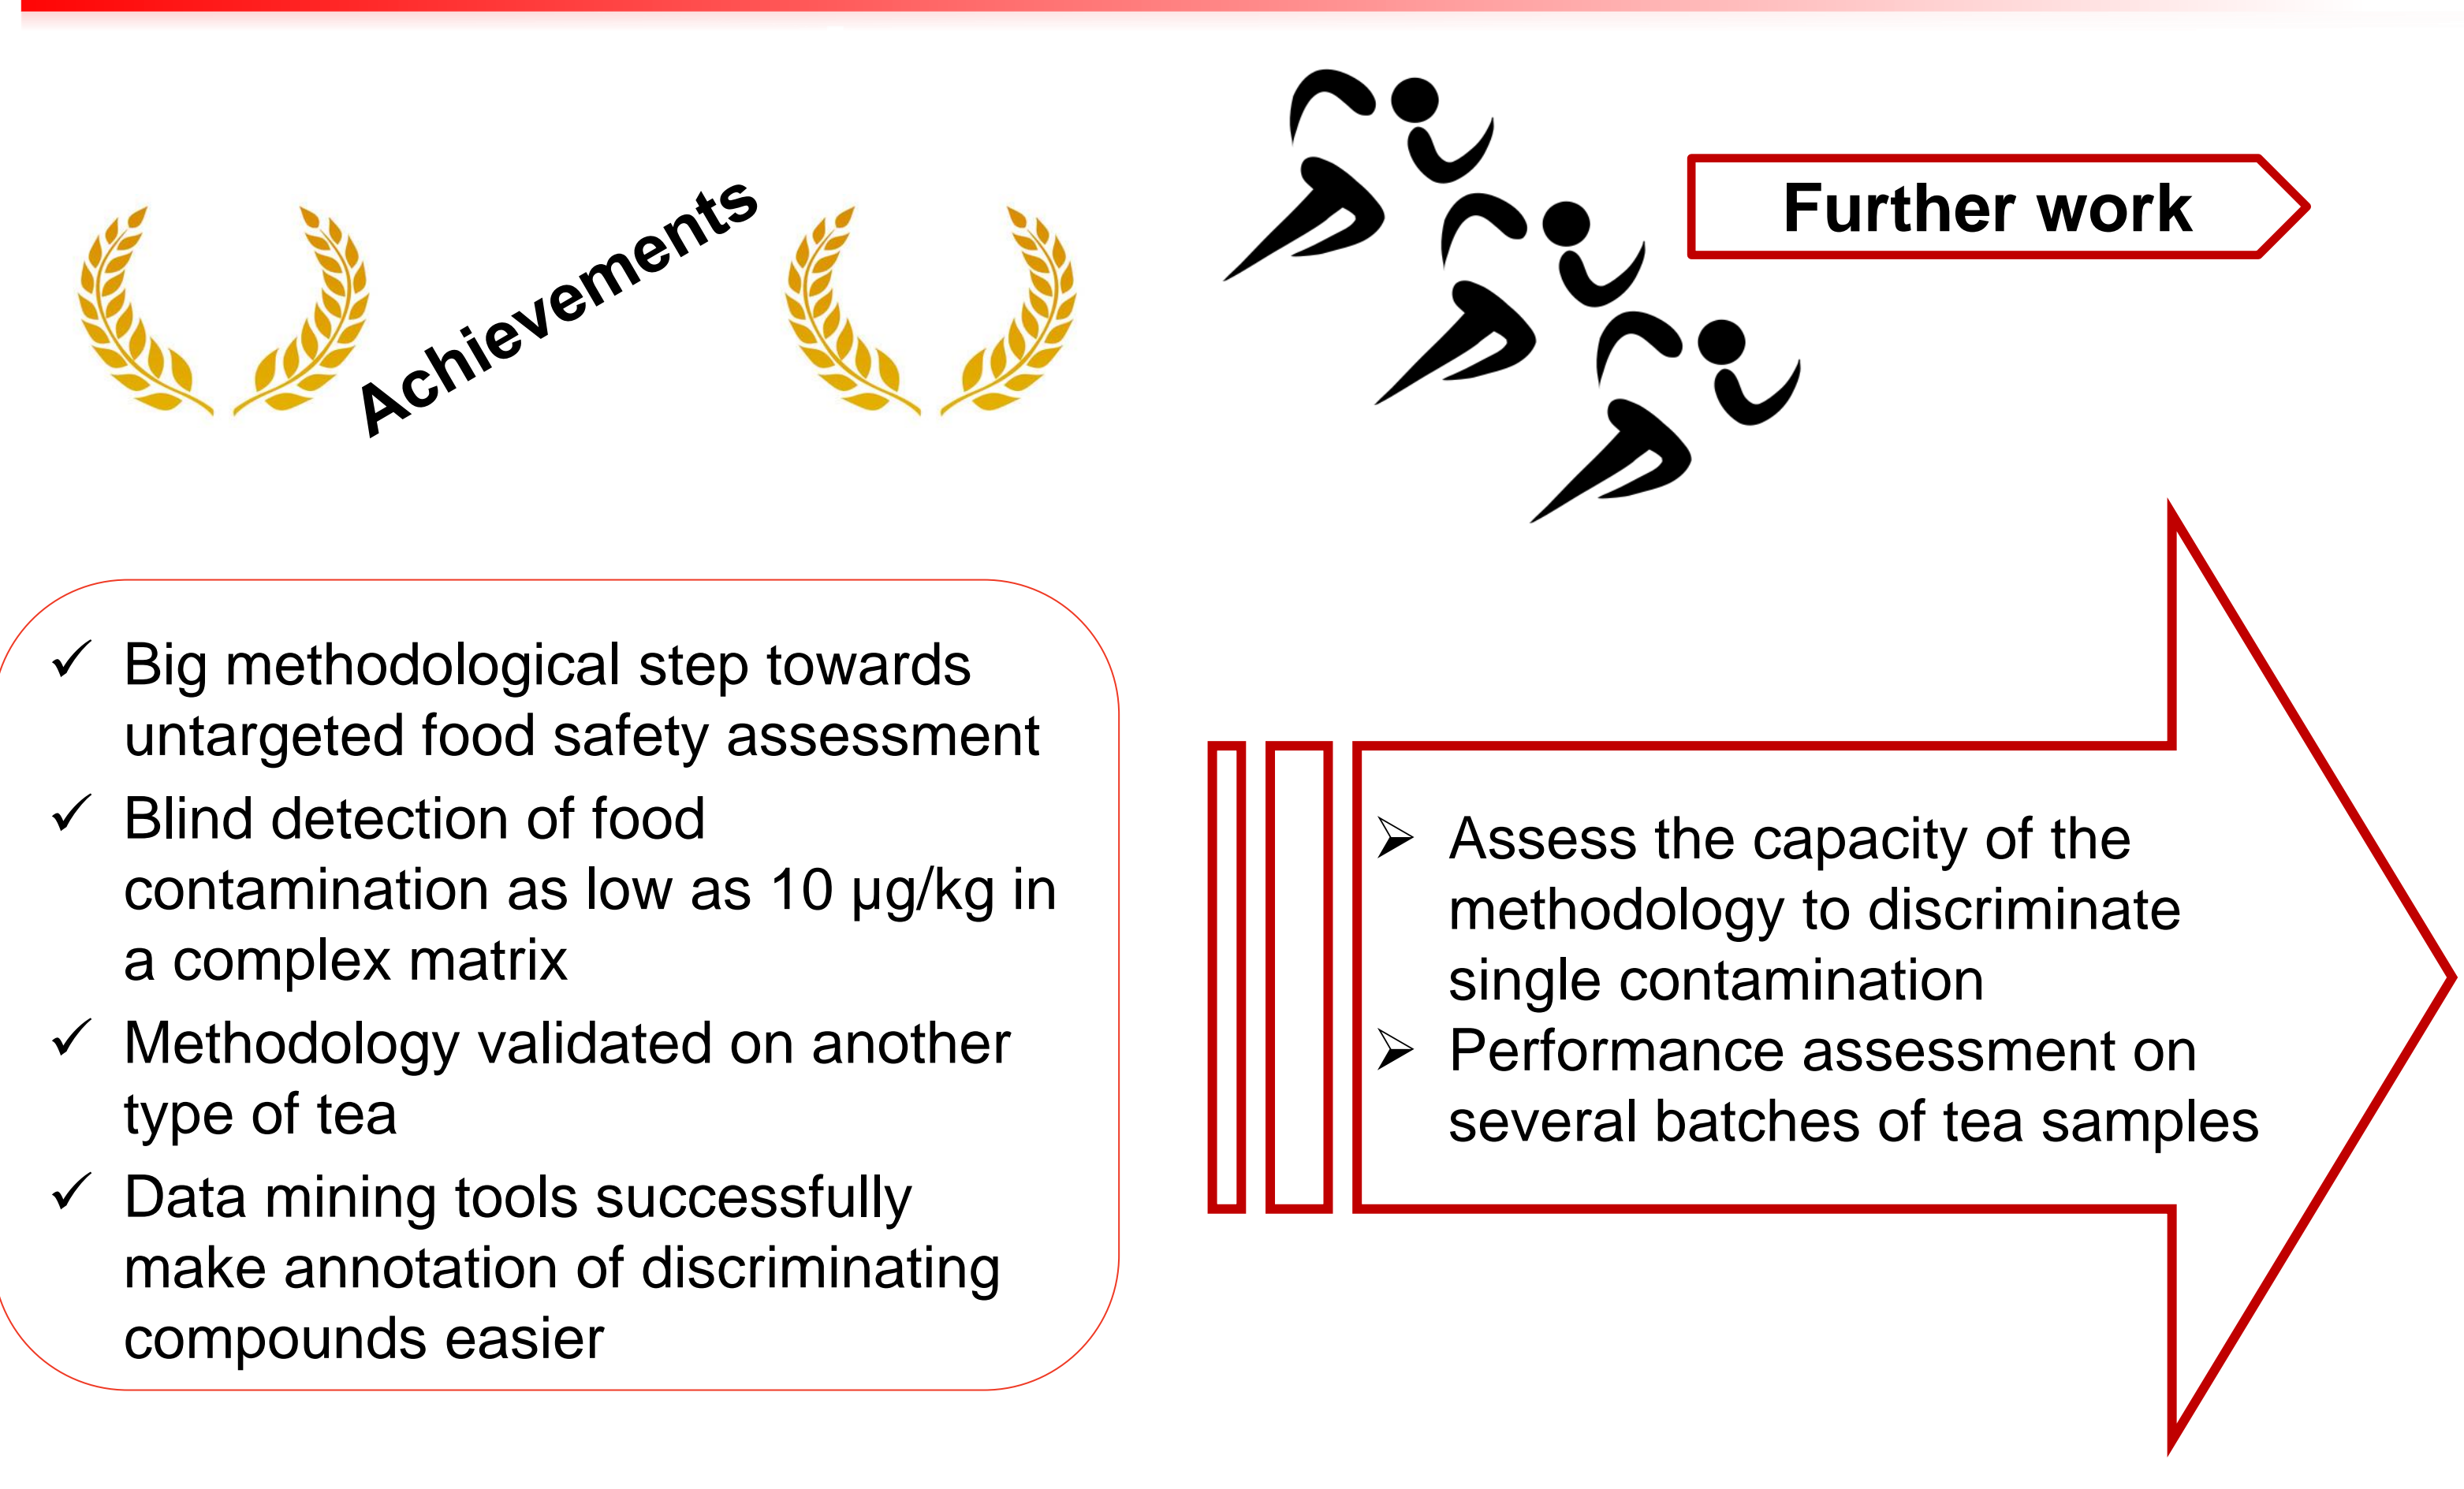 Achievements
Further work
✓ Big methodological step towards
untargeted food safety assessment
✓ Blind detection of food
contamination as low as 10 µg/kg in
a complex matrix
✓ Methodology validated on another
type of tea
✓ Data mining tools successfully
make annotation of discriminating
compounds easier
➢ Assess the capacity of the
methodology to discriminate
single contamination
➢ Performance assessment on
several batches of tea samples